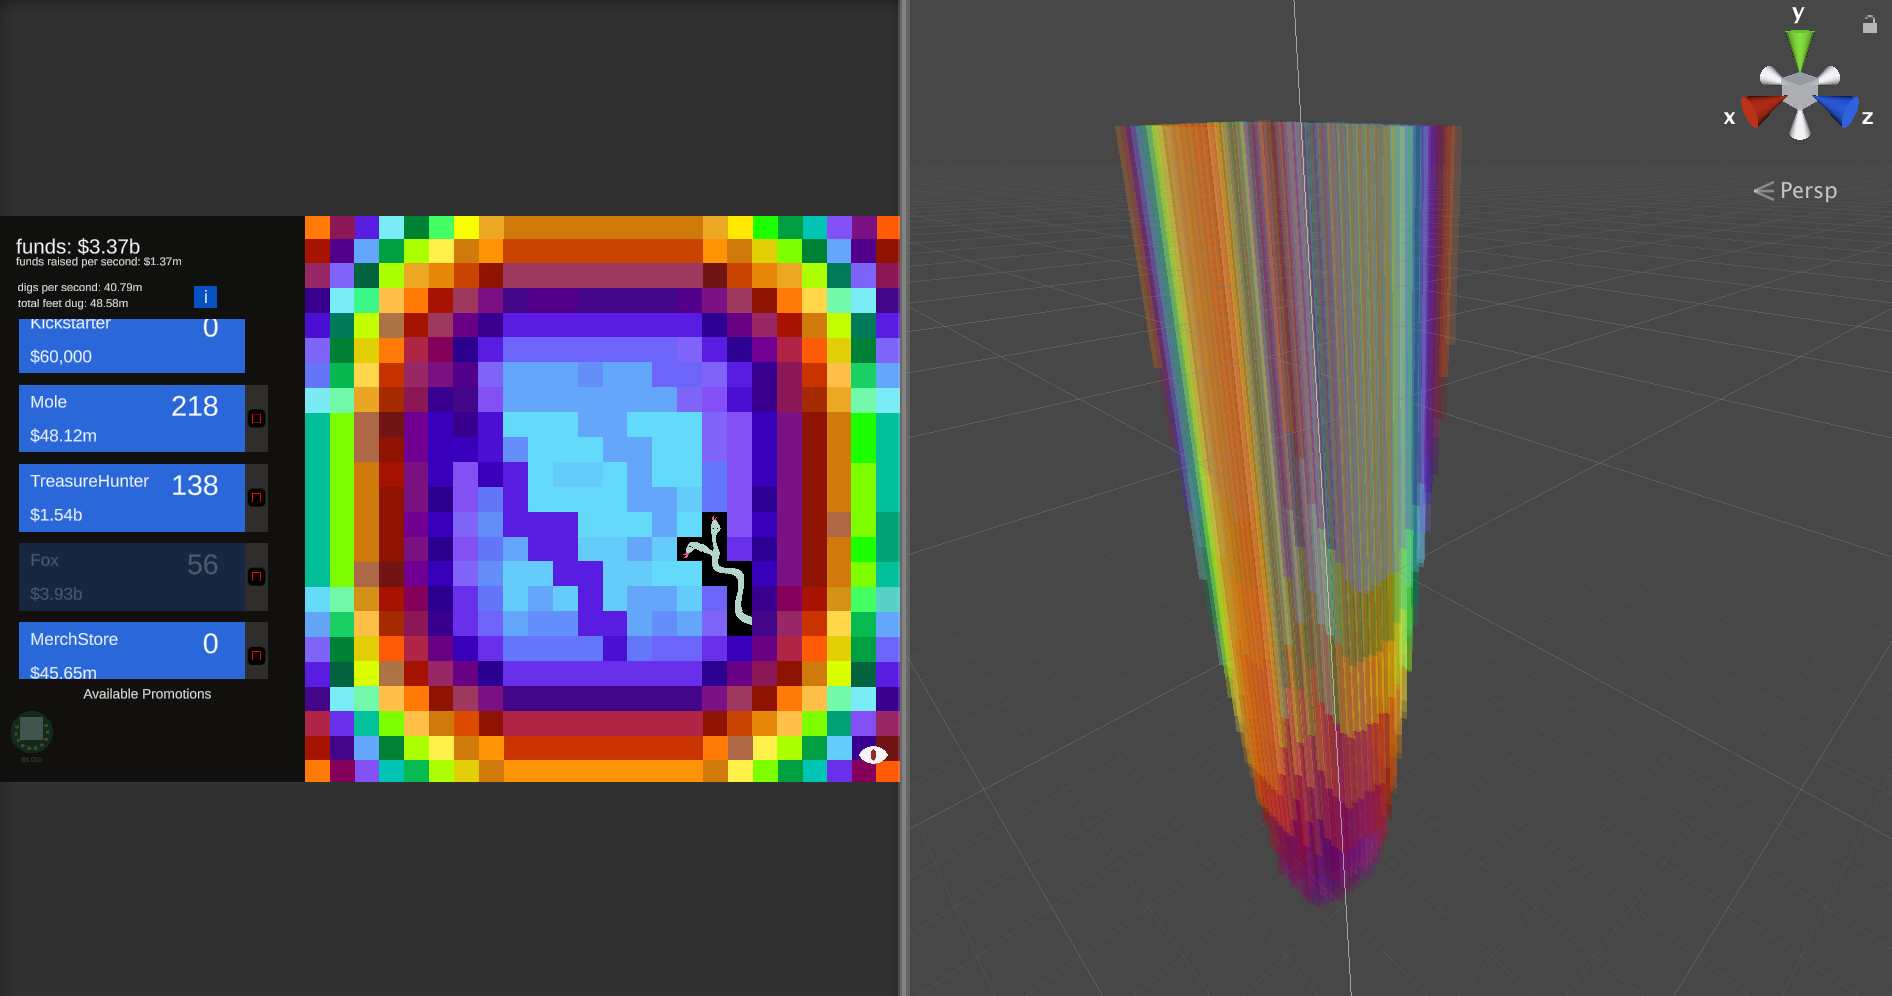 funds: $3.37b
funds raised per second: $1.37m
digs per second: 40.79m
total feet dug: 48.58m
i
Kickstarter 0
$60,000
Mole 218
$48.12m
TreasureHunter 138
$1.54b
Fox 56
$3.93b
MerchStore 0
$45.65m
Available Promotions
y
x
z
Persp